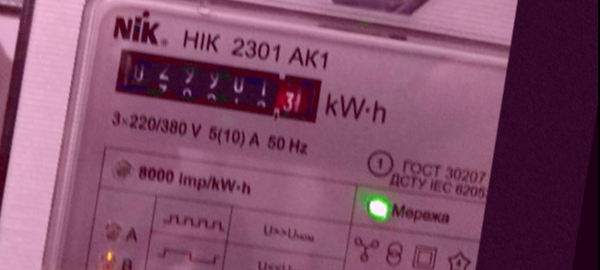 NiK НІК 2301 АК1
kW·h
3×220/380 V 5(10) A 50 Hz
1 ГОСТ 30207
ДСТУ IEC 6205
8000 imp/kW·h
Мережа
A
B